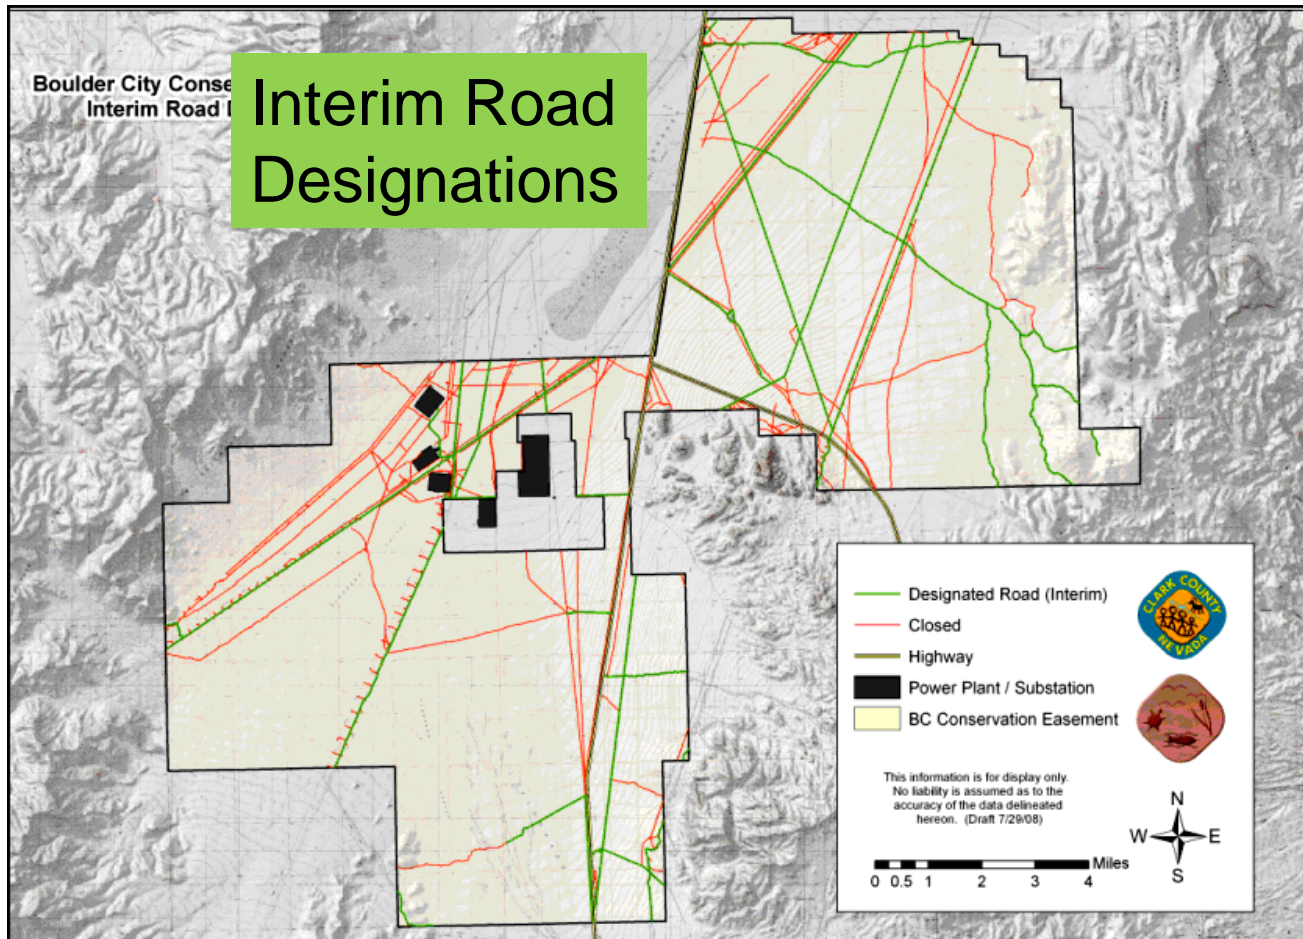 Boulder City Conse
Interim Road
Interim Road
Designations
Designated Road (Interim)
Closed
Highway
Power Plant / Substation
BC Conservation Easement
CLARK COUNTY
NEVADA
This information is for display only.
No liability is assumed as to the
accuracy of the data delineated
hereon. (Draft 7/29/08)
N
W E
S
Miles
0 0.5 1 2 3 4